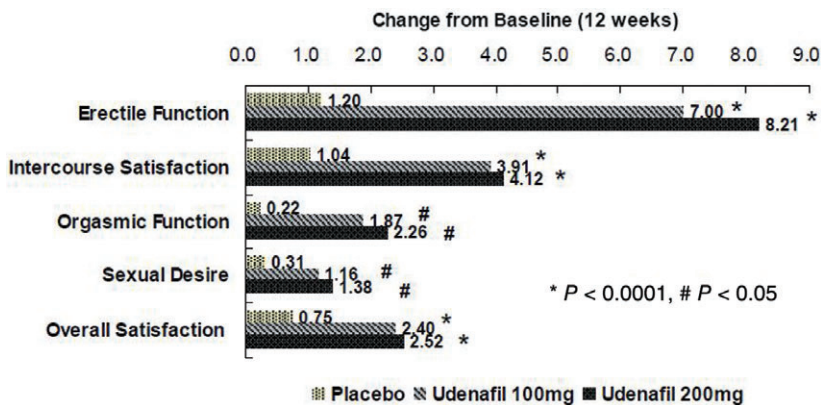 Change from Baseline (12 weeks)
0.0 1.0 2.0 3.0 4.0 5.0 6.0 7.0 8.0 9.0
Erectile Function
1.20
7.00 *
8.21 *
Intercourse Satisfaction
1.04
3.91 *
4.12 *
Orgasmic Function
0.22
1.87 #
2.26 #
Sexual Desire
0.31
1.16 #
1.38 #
* P < 0.0001, # P < 0.05
Overall Satisfaction
0.75
2.40 *
2.52 *
Placebo Udenafil 100mg Udenafil 200mg